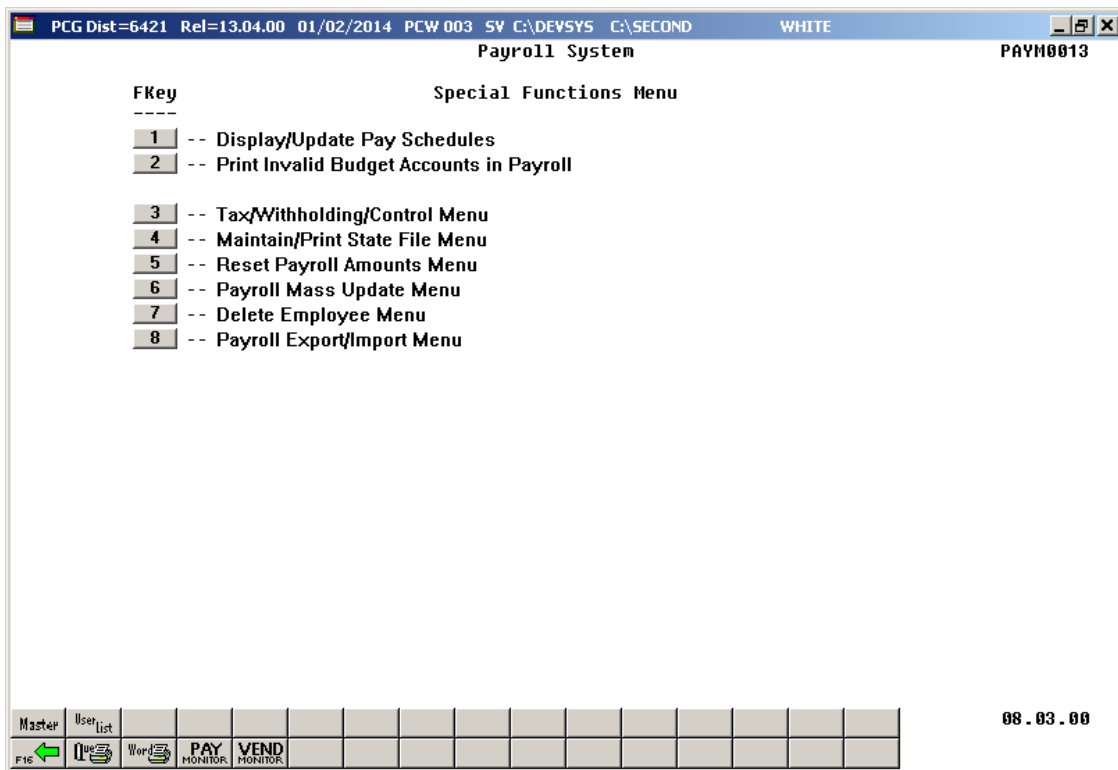 PCG Dist=6421 Rel=13.04.00 01/02/2014 PCW 003 SV C:\DEVSYS C:\SECOND WHITE
Payroll System PAYM0013
FKey Special Functions Menu
----
1 -- Display/Update Pay Schedules
2 -- Print Invalid Budget Accounts in Payroll
3 -- Tax/Withholding/Control Menu
4 -- Maintain/Print State File Menu
5 -- Reset Payroll Amounts Menu
6 -- Payroll Mass Update Menu
7 -- Delete Employee Menu
8 -- Payroll Export/Import Menu
Master User list 08.03.00
F16 Que Word PAY MONITOR VEND MONITOR